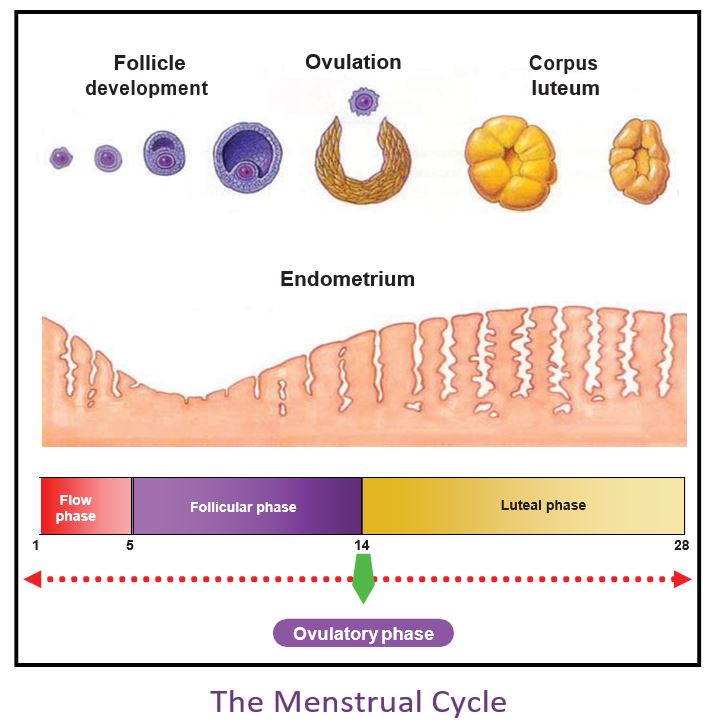 Follicle
development
Ovulation
Corpus
luteum
Endometrium
Flow
phase
Follicular phase
Luteal phase
1
5
14
28
Ovulatory phase
The Menstrual Cycle